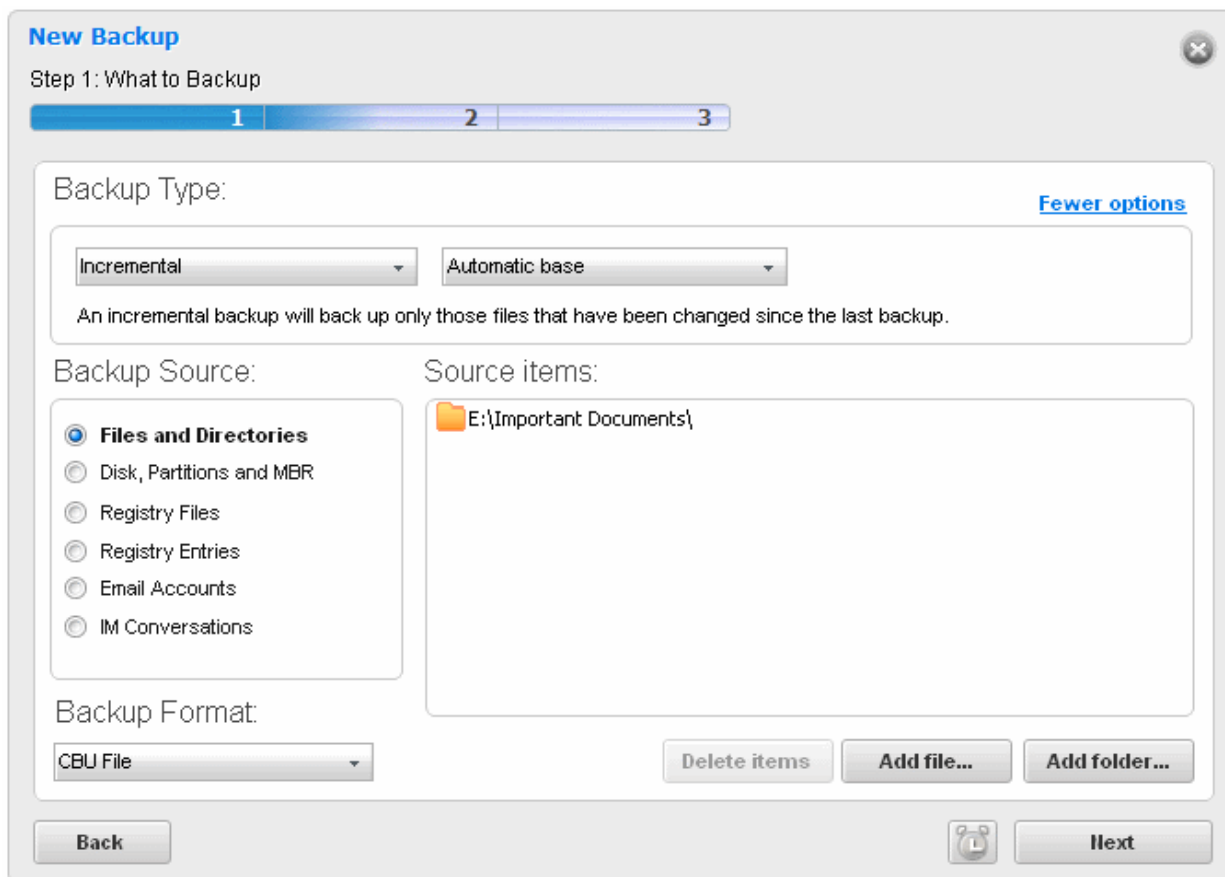 New Backup
Step 1: What to Backup
1 2 3
Backup Type:
Fewer options
Incremental Automatic base
An incremental backup will back up only those files that have been changed since the last backup.
Backup Source:
Source items:
Files and Directories
Disk, Partitions and MBR
Registry Files
Registry Entries
Email Accounts
IM Conversations
E:\Important Documents\
Backup Format:
CBU File
Delete items Add file... Add folder...
Back Next